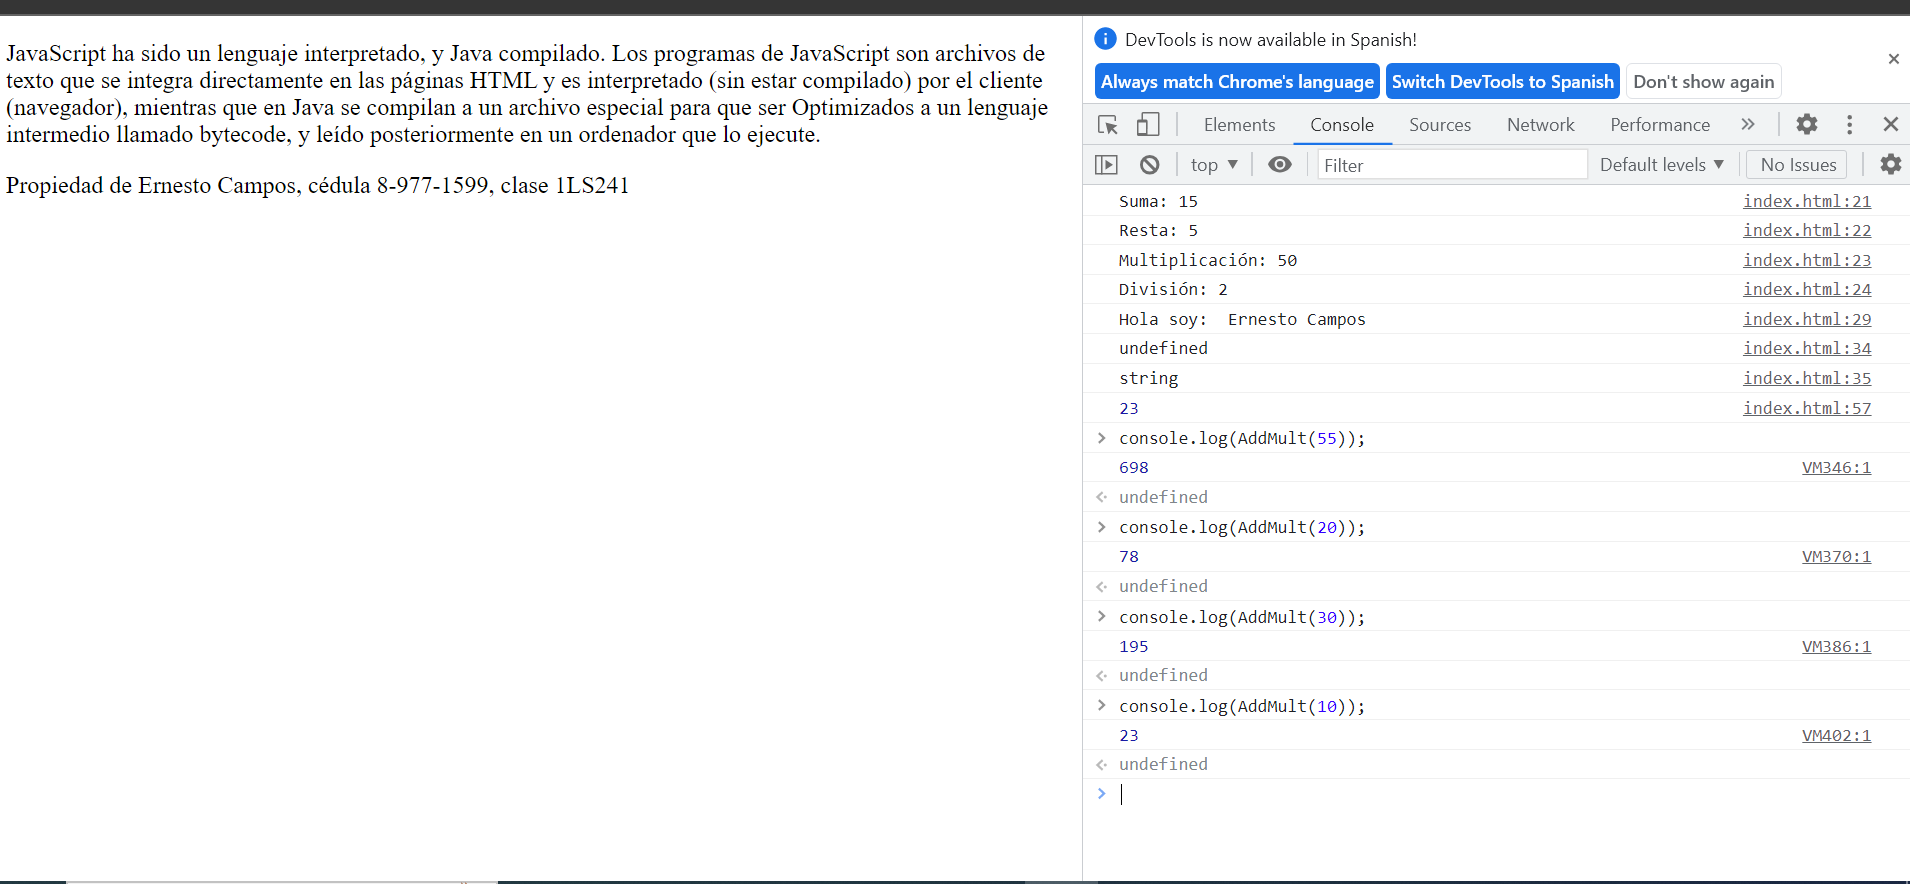 JavaScript ha sido un lenguaje interpretado, y Java compilado. Los programas de JavaScript son archivos de
texto que se integra directamente en las páginas HTML y es interpretado (sin estar compilado) por el cliente
(navegador), mientras que en Java se compilan a un archivo especial para que ser Optimizados a un lenguaje
intermedio llamado bytecode, y leído posteriormente en un ordenador que lo ejecute.
Propiedad de Ernesto Campos, cédula 8-977-1599, clase 1LS241
DevTools is now available in Spanish!
Always match Chrome's language Switch DevTools to Spanish Don't show again
Elements Console Sources Network Performance
top Filter Default levels No Issues
Suma: 15 index.html:21
Resta: 5 index.html:22
Multiplicación: 50 index.html:23
División: 2 index.html:24
Hola soy:  Ernesto Campos index.html:29
undefined index.html:34
string index.html:35
23 index.html:57
console.log(AddMult(55));
698 VM346:1
undefined
console.log(AddMult(20));
78 VM370:1
undefined
console.log(AddMult(30));
195 VM386:1
undefined
console.log(AddMult(10));
23 VM402:1
undefined